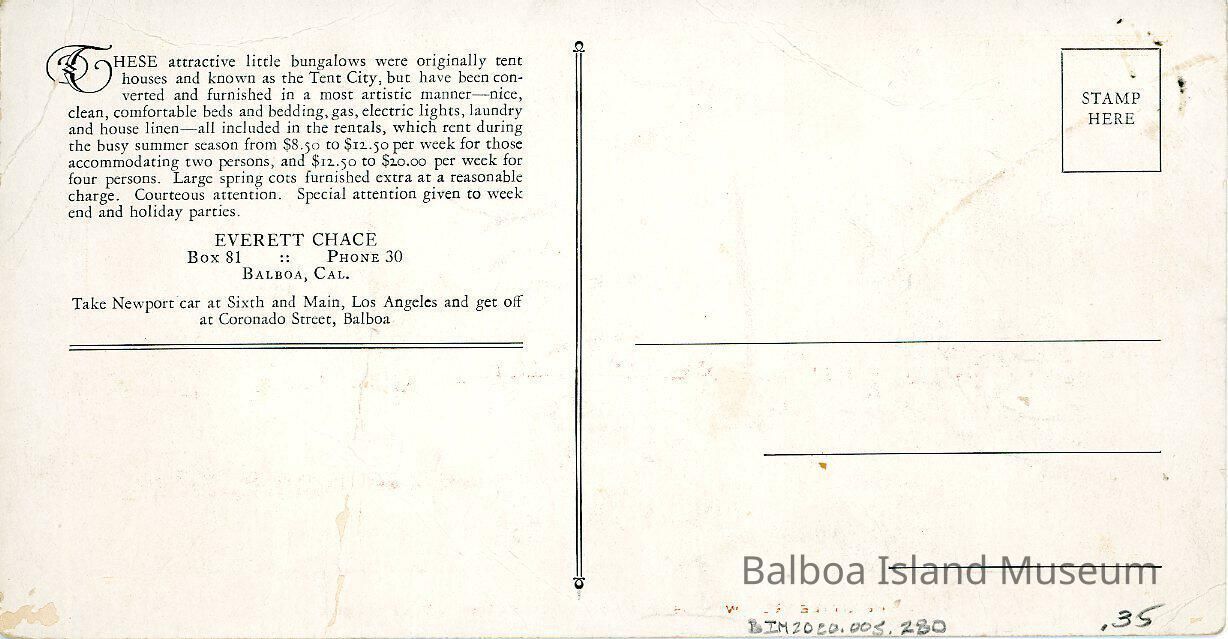 THESE attractive little bungalows were originally tent
houses and known as the Tent City, but have been con-
verted and furnished in a most artistic manner—nice,
clean, comfortable beds and bedding, gas, electric lights, laundry
and house linen—all included in the rentals, which rent during
the busy summer season from $8.50 to $12.50 per week for those
accommodating two persons, and $12.50 to $20.00 per week for
four persons. Large spring cots furnished extra at a reasonable
charge. Courteous attention. Special attention given to week
end and holiday parties.
EVERETT CHACE
Box 81 :: Phone 30
Balboa, Cal.
Take Newport car at Sixth and Main, Los Angeles and get off
at Coronado Street, Balboa
STAMP
HERE
Balboa Island Museum
BIM2020.005.280
.35